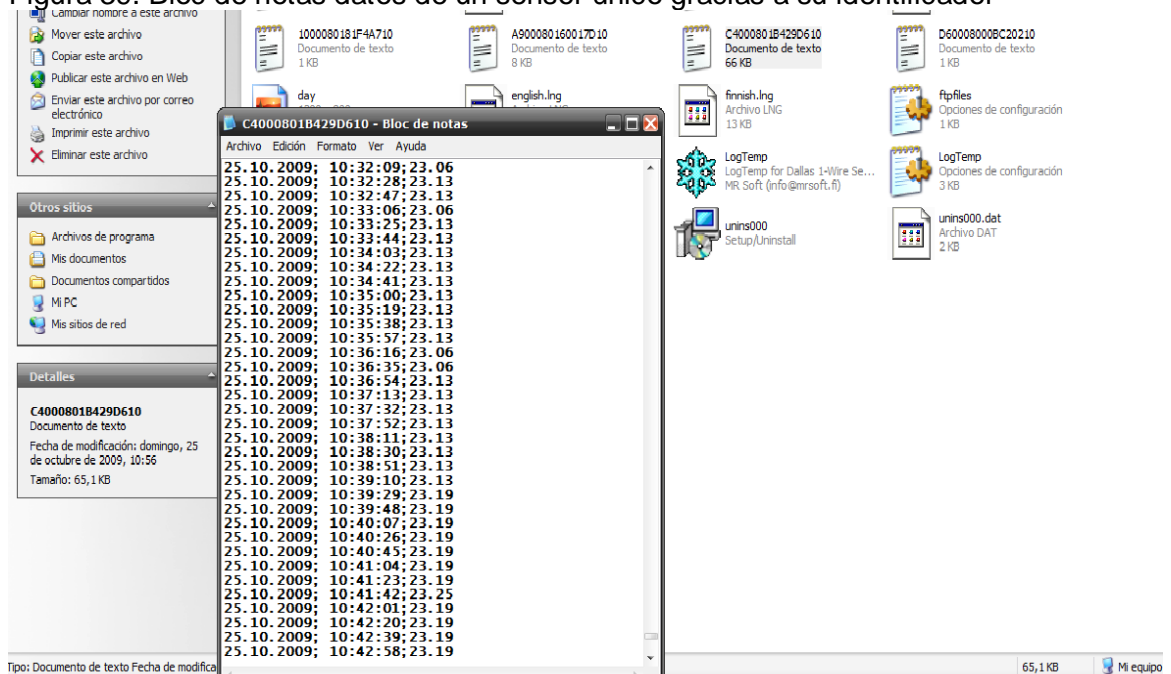 Cambiar nombre a este archivo
Mover este archivo
Copiar este archivo
Publicar este archivo en Web
Enviar este archivo por correo
electrónico
Imprimir este archivo
Eliminar este archivo
Otros sitios
Archivos de programa
Mis documentos
Documentos compartidos
Mi PC
Mis sitios de red
Detalles
C4000801B429D610
Documento de texto
Fecha de modificación: domingo, 25
de octubre de 2009, 10:56
Tamaño: 65,1 KB
1000080181F4A710
Documento de texto
1 KB
A900080160017D10
Documento de texto
8 KB
C4000801B429D610
Documento de texto
66 KB
D60008000BC20210
Documento de texto
1 KB
day
english.lng
finnish.lng
Archivo LNG
13 KB
ftpfiles
Opciones de configuración
1 KB
LogTemp
LogTemp for Dallas 1-Wire Se...
MR Soft (info@mrsoft.fi)
LogTemp
Opciones de configuración
3 KB
unins000
Setup/Uninstall
unins000.dat
Archivo DAT
2 KB
C4000801B429D610 - Bloc de notas
Archivo Edición Formato Ver Ayuda
25.10.2009; 10:32:09;23.06
25.10.2009; 10:32:28;23.13
25.10.2009; 10:32:47;23.13
25.10.2009; 10:33:06;23.06
25.10.2009; 10:33:25;23.13
25.10.2009; 10:33:44;23.13
25.10.2009; 10:34:03;23.13
25.10.2009; 10:34:22;23.13
25.10.2009; 10:34:41;23.13
25.10.2009; 10:35:00;23.13
25.10.2009; 10:35:19;23.13
25.10.2009; 10:35:38;23.13
25.10.2009; 10:35:57;23.13
25.10.2009; 10:36:16;23.06
25.10.2009; 10:36:35;23.06
25.10.2009; 10:36:54;23.13
25.10.2009; 10:37:13;23.13
25.10.2009; 10:37:32;23.13
25.10.2009; 10:37:52;23.13
25.10.2009; 10:38:11;23.13
25.10.2009; 10:38:30;23.13
25.10.2009; 10:38:51;23.13
25.10.2009; 10:39:10;23.13
25.10.2009; 10:39:29;23.19
25.10.2009; 10:39:48;23.19
25.10.2009; 10:40:07;23.19
25.10.2009; 10:40:26;23.19
25.10.2009; 10:40:45;23.19
25.10.2009; 10:41:04;23.19
25.10.2009; 10:41:23;23.19
25.10.2009; 10:41:42;23.25
25.10.2009; 10:42:01;23.19
25.10.2009; 10:42:20;23.19
25.10.2009; 10:42:39;23.19
25.10.2009; 10:42:58;23.19
Tipo: Documento de texto Fecha de modifica
65,1 KB
Mi equipo